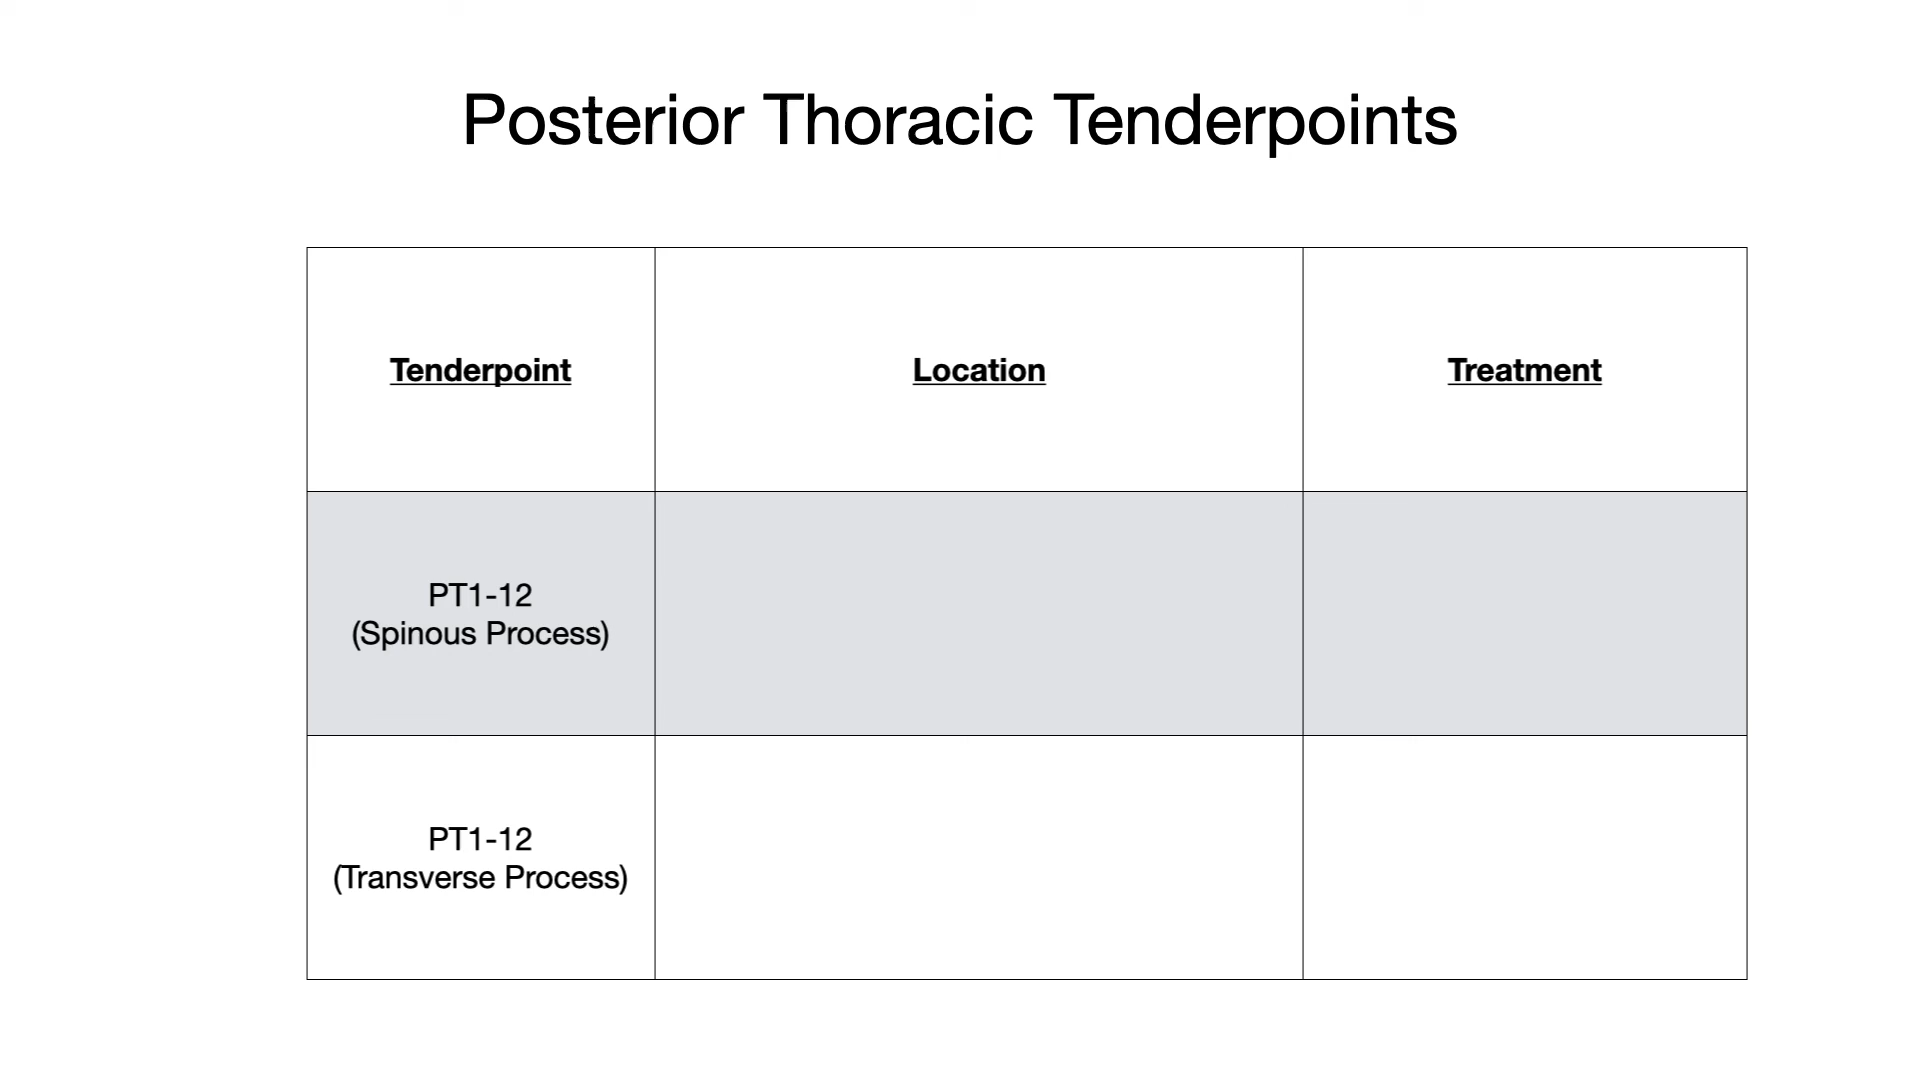 Posterior Thoracic Tenderpoints
Tenderpoint
Location
Treatment
PT1-12
(Spinous Process)
PT1-12
(Transverse Process)